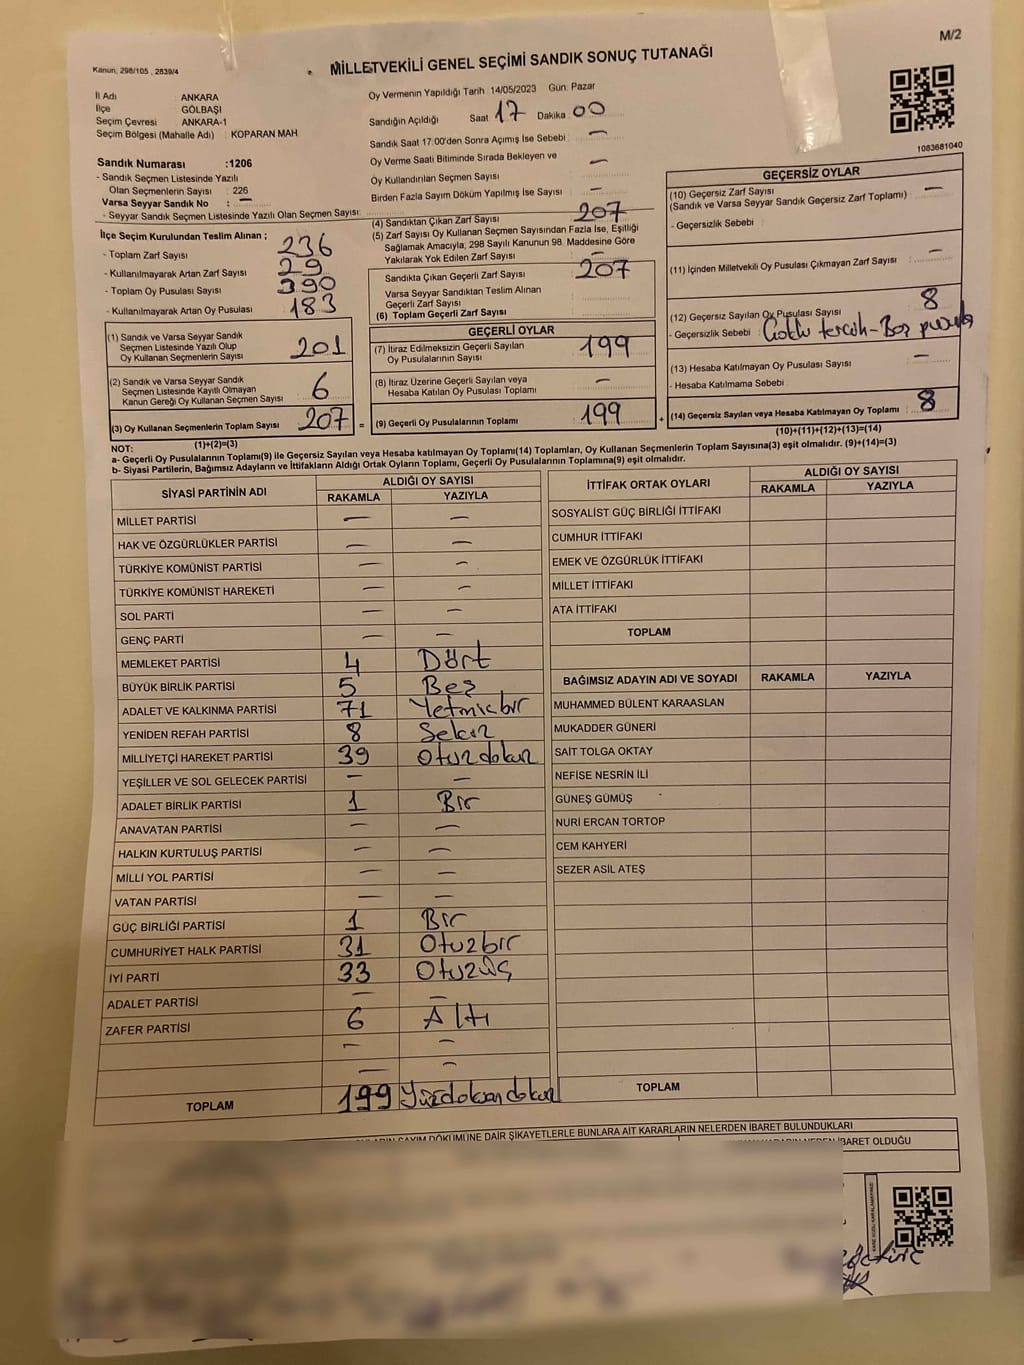 M/2
Kanun; 298/105 , 2839/4
MİLLETVEKİLİ GENEL SEÇİMİ SANDIK SONUÇ TUTANAĞI
İl Adı ANKARA
İlçe GÖLBAŞI
Seçim Çevresi : ANKARA-1
Seçim Bölgesi (Mahalle Adı) : KOPARAN MAH
Sandık Numarası :1206
- Sandık Seçmen Listesinde Yazılı
Olan Seçmenlerin Sayısı : 226
Varsa Seyyar Sandık No : —
- Seyyar Sandık Seçmen Listesinde Yazılı Olan Seçmen Sayısı:
İlçe Seçim Kurulundan Teslim Alınan ;
- Toplam Zarf Sayısı : 236
- Kullanılmayarak Artan Zarf Sayısı : 29
- Toplam Oy Pusulası Sayısı : 390
- Kullanılmayarak Artan Oy Pusulası : 183
Oy Vermenin Yapıldığı Tarih : 14/05/2023 Gün : Pazar
Sandığın Açıldığı Saat 17 Dakika 00
Sandık Saat 17:00'den Sonra Açımış İse Sebebi : —
Oy Verme Saati Bitiminde Sırada Bekleyen ve
Oy Kullandırılan Seçmen Sayısı : —
Birden Fazla Sayım Döküm Yapılmış İse Sayısı : —
(4) Sandıktan Çıkan Zarf Sayısı : 207
(5) Zarf Sayısı Oy Kullanan Seçmen Sayısından Fazla İse, Eşitliği
Sağlamak Amacıyla, 298 Sayılı Kanunun 98. Maddesine Göre
Yakılarak Yok Edilen Zarf Sayısı : —
Sandıkta Çıkan Geçerli Zarf Sayısı : 207
Varsa Seyyar Sandıktan Teslim Alınan
Geçerli Zarf Sayısı :
(6) Toplam Geçerli Zarf Sayısı :
1083681040
GEÇERSİZ OYLAR
(10) Geçersiz Zarf Sayısı : —
(Sandık ve Varsa Seyyar Sandık Geçersiz Zarf Toplamı)
- Geçersizlik Sebebi :
(11) İçinden Milletvekili Oy Pusulası Çıkmayan Zarf Sayısı : —
(12) Geçersiz Sayılan Oy Pusulası Sayısı : 8
- Geçersizlik Sebebi : Çoklu tercih-Boş pusula
(13) Hesaba Katılmayan Oy Pusulası Sayısı : —
- Hesaba Katılmama Sebebi :
(14) Geçersiz Sayılan veya Hesaba Katılmayan Oy Toplamı : 8
(10)+(11)+(12)+(13)=(14)
(1) Sandık ve Varsa Seyyar Sandık
Seçmen Listesinde Yazılı Olup
Oy Kullanan Seçmenlerin Sayısı : 201
(2) Sandık ve Varsa Seyyar Sandık
Seçmen Listesinde Kayıtlı Olmayan
Kanun Gereği Oy Kullanan Seçmen Sayısı : 6
(3) Oy Kullanan Seçmenlerin Toplam Sayısı : 207
(1)+(2)=(3)
GEÇERLİ OYLAR
(7) İtiraz Edilmeksizin Geçerli Sayılan
Oy Pusulalarının Sayısı : 199
(8) İtiraz Üzerine Geçerli Sayılan veya
Hesaba Katılan Oy Pusulası Toplamı : —
= (9) Geçerli Oy Pusulalarının Toplamı : 199 +
NOT:
a- Geçerli Oy Pusulalarının Toplamı(9) ile Geçersiz Sayılan veya Hesaba Katılmayan Oy Toplamı(14) Toplamları, Oy Kullanan Seçmenlerin Toplam Sayısına(3) eşit olmalıdır. (9)+(14)=(3)
b- Siyasi Partilerin, Bağımsız Adayların ve İttifakların Aldığı Ortak Oyların Toplamı, Geçerli Oy Pusulalarının Toplamına(9) eşit olmalıdır.
SİYASİ PARTİNİN ADI ALDIĞI OY SAYISI
RAKAMLA YAZIYLA
MİLLET PARTİSİ — —
HAK VE ÖZGÜRLÜKLER PARTİSİ — —
TÜRKİYE KOMÜNİST PARTİSİ — —
TÜRKİYE KOMÜNİST HAREKETİ — —
SOL PARTİ — —
GENÇ PARTİ — —
MEMLEKET PARTİSİ 4 Dört
BÜYÜK BİRLİK PARTİSİ 5 Beş
ADALET VE KALKINMA PARTİSİ 71 Yetmişbir
YENİDEN REFAH PARTİSİ 8 Sekiz
MİLLİYETÇİ HAREKET PARTİSİ 39 Otuzdokuz
YEŞİLLER VE SOL GELECEK PARTİSİ — —
ADALET BİRLİK PARTİSİ 1 Bir
ANAVATAN PARTİSİ — —
HALKIN KURTULUŞ PARTİSİ — —
MİLLİ YOL PARTİSİ — —
VATAN PARTİSİ — —
GÜÇ BİRLİĞİ PARTİSİ 1 Bir
CUMHURİYET HALK PARTİSİ 31 Otuzbir
İYİ PARTİ 33 Otuzüç
ADALET PARTİSİ — —
ZAFER PARTİSİ 6 Altı
— —
— —
TOPLAM 199 Yüzdoksandokuz
İTTİFAK ORTAK OYLARI ALDIĞI OY SAYISI
RAKAMLA YAZIYLA
SOSYALİST GÜÇ BİRLİĞİ İTTİFAKI
CUMHUR İTTİFAKI
EMEK VE ÖZGÜRLÜK İTTİFAKI
MİLLET İTTİFAKI
ATA İTTİFAKI
TOPLAM
BAĞIMSIZ ADAYIN ADI VE SOYADI RAKAMLA YAZIYLA
MUHAMMED BÜLENT KARAASLAN
MUKADDER GÜNERİ
SAİT TOLGA OKTAY
NEFİSE NESRİN İLİ
GÜNEŞ GÜMÜŞ
NURİ ERCAN TORTOP
CEM KAHYERİ
SEZER ASİL ATEŞ
TOPLAM
SAYIM DÖKÜMÜNE DAİR ŞİKAYETLERLE BUNLARA AİT KARARLARIN NELERDEN İBARET BULUNDUKLARI
NEDEN İBARET OLDUĞU